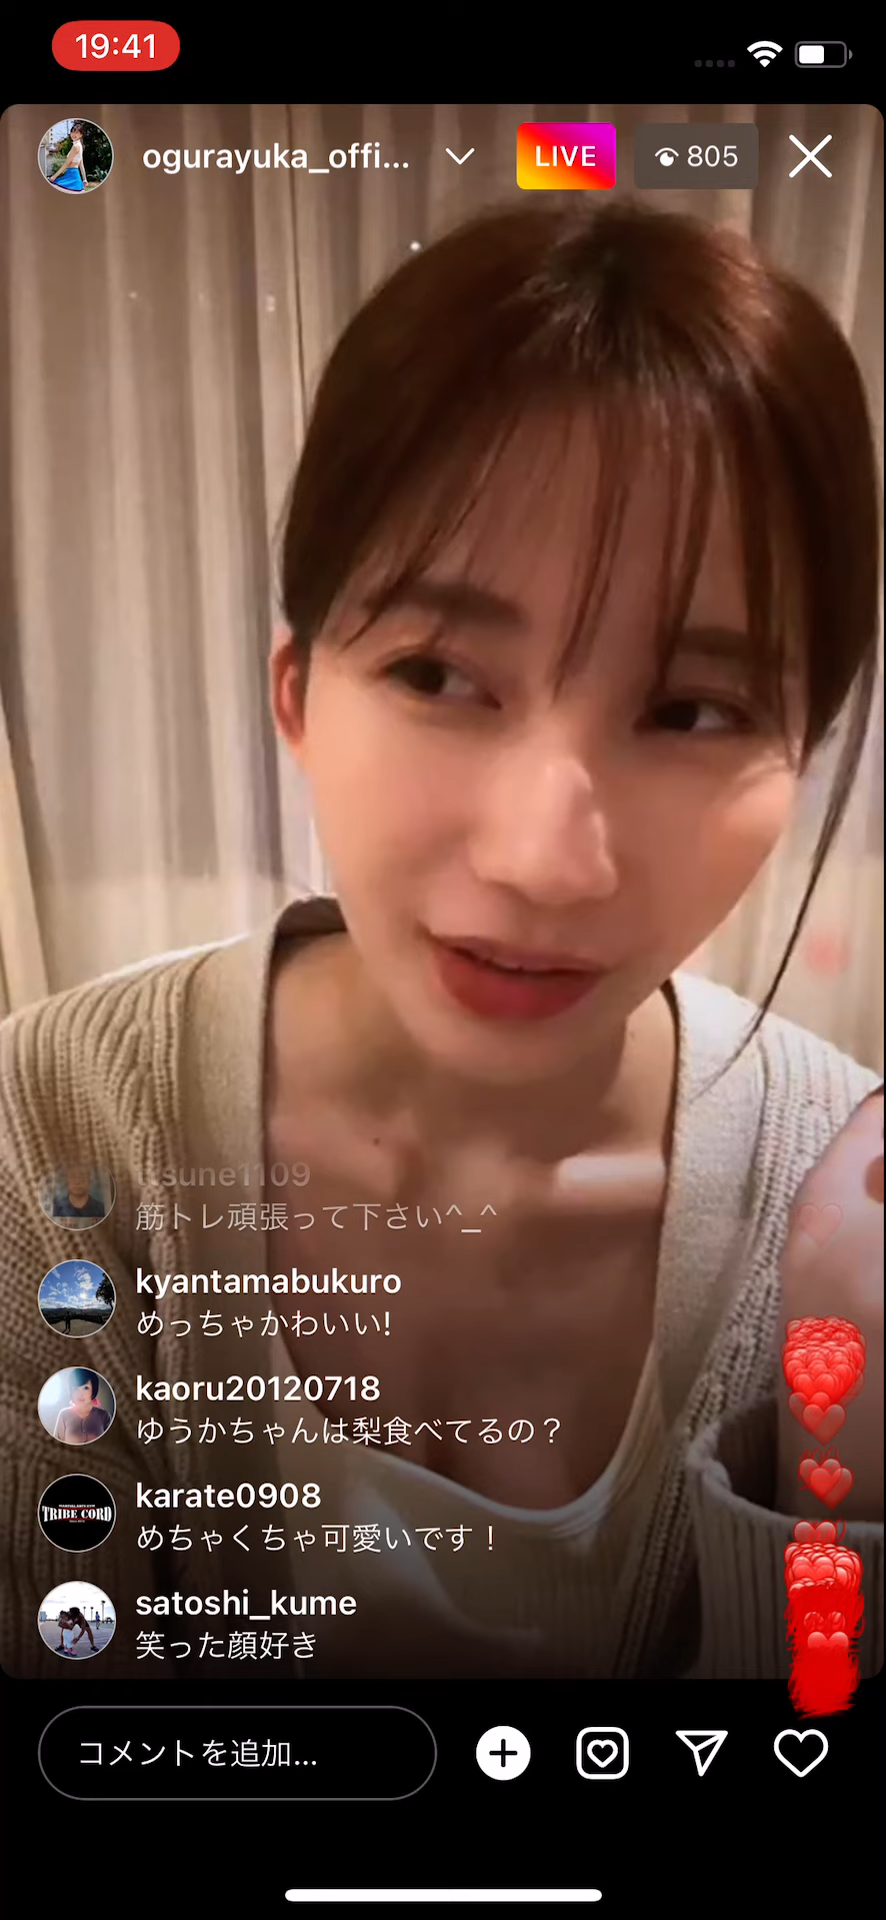 19:41
ogurayuka_offi...
LIVE
805
筋トレ頑張って下さい^_^
kyantamabukuro
めっちゃかわいい!
kaoru20120718
ゆうかちゃんは梨食べてるの？
TRIBE CORD
karate0908
めちゃくちゃ可愛いです！
satoshi_kume
笑った顔好き
コメントを追加...